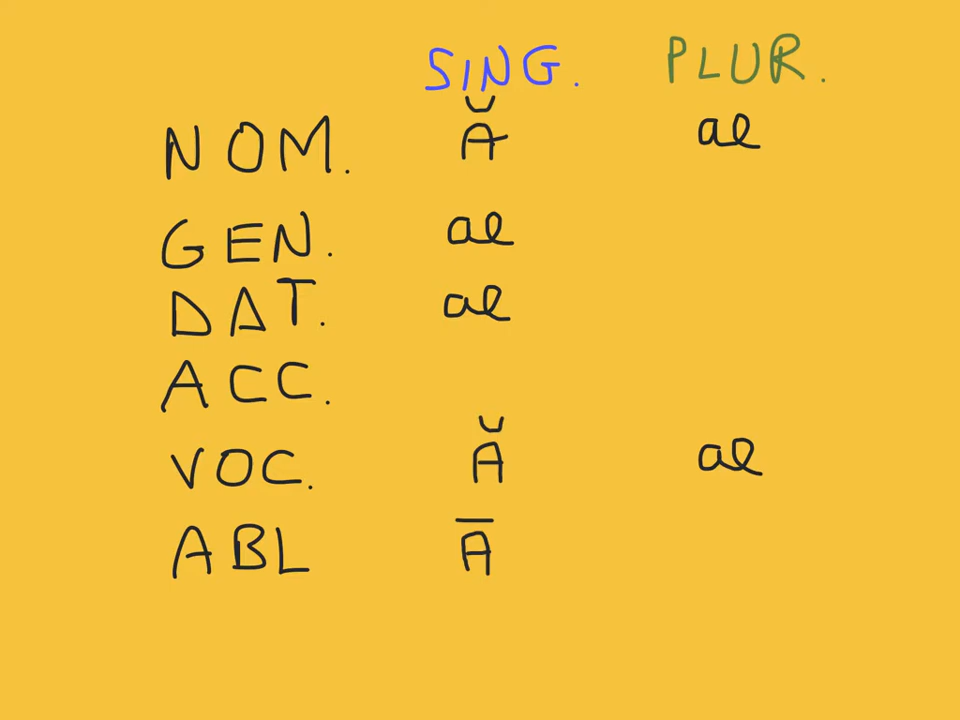 SING. PLUR.
NOM. Ă ae
GEN. ae
DAT. ae
ACC.
VOC. Ă ae
ABL Ā